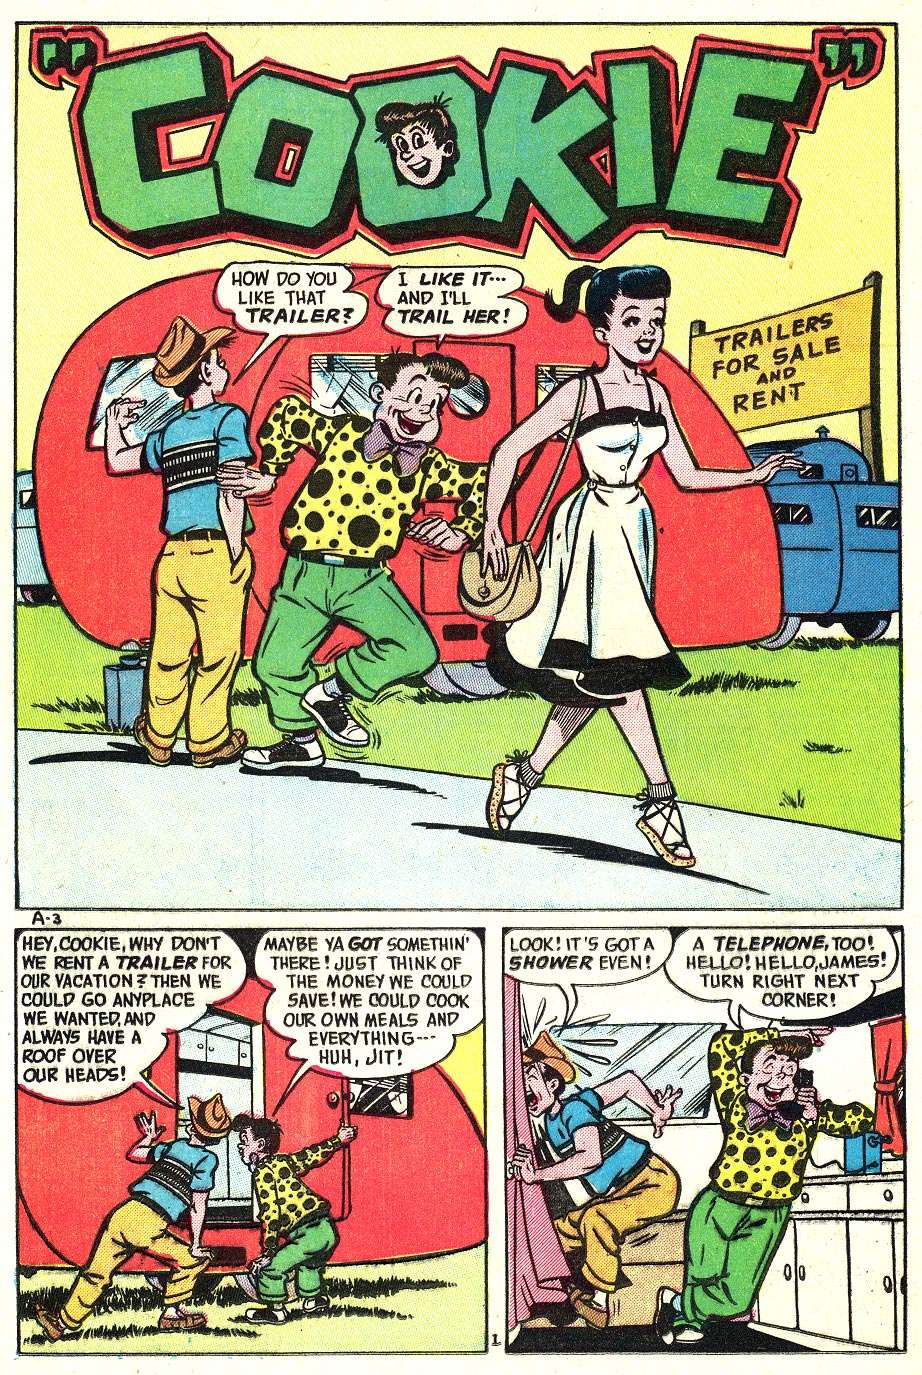 "COOKIE"
HOW DO YOU
LIKE THAT
TRAILER?
I LIKE IT---
AND I'LL
TRAIL HER!
TRAILERS
FOR SALE
AND
RENT
A-3
HEY, COOKIE, WHY DON'T
WE RENT A TRAILER FOR
OUR VACATION? THEN WE
COULD GO ANYPLACE
WE WANTED, AND
ALWAYS HAVE A
ROOF OVER
OUR HEADS!
MAYBE YA GOT SOMETHIN'
THERE! JUST THINK OF
THE MONEY WE COULD
SAVE! WE COULD COOK
OUR OWN MEALS AND
EVERYTHING---
HUH, JIT!
LOOK! IT'S GOT A
SHOWER EVEN!
A TELEPHONE, TOO!
HELLO! HELLO, JAMES!
TURN RIGHT NEXT
CORNER!
1